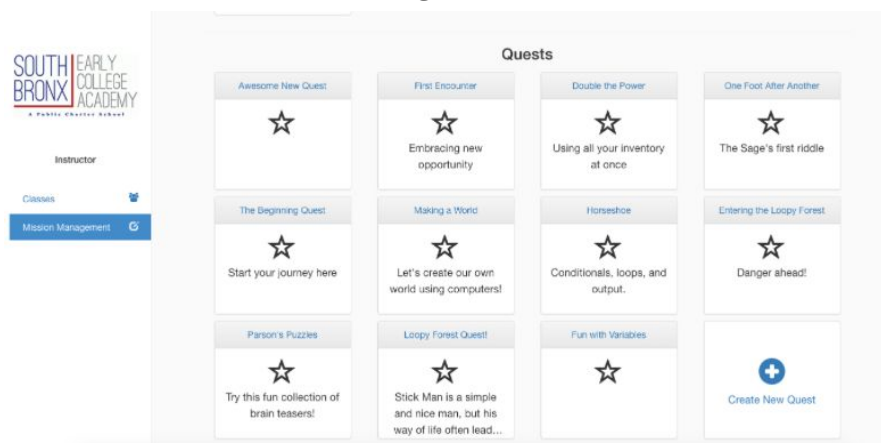 SOUTH EARLY
BRONX COLLEGE
ACADEMY
A Public Charter School
Instructor
Classes
Mission Management
Quests
Awesome New Quest
First Encounter
Embracing new
opportunity
Double the Power
Using all your inventory
at once
One Foot After Another
The Sage's first riddle
The Beginning Quest
Start your journey here
Making a World
Let's create our own
world using computers!
Horseshoe
Conditionals, loops, and
output.
Entering the Loopy Forest
Danger ahead!
Parson's Puzzles
Try this fun collection of
brain teasers!
Loopy Forest Quest!
Stick Man is a simple
and nice man, but his
way of life often lead...
Fun with Variables
Create New Quest